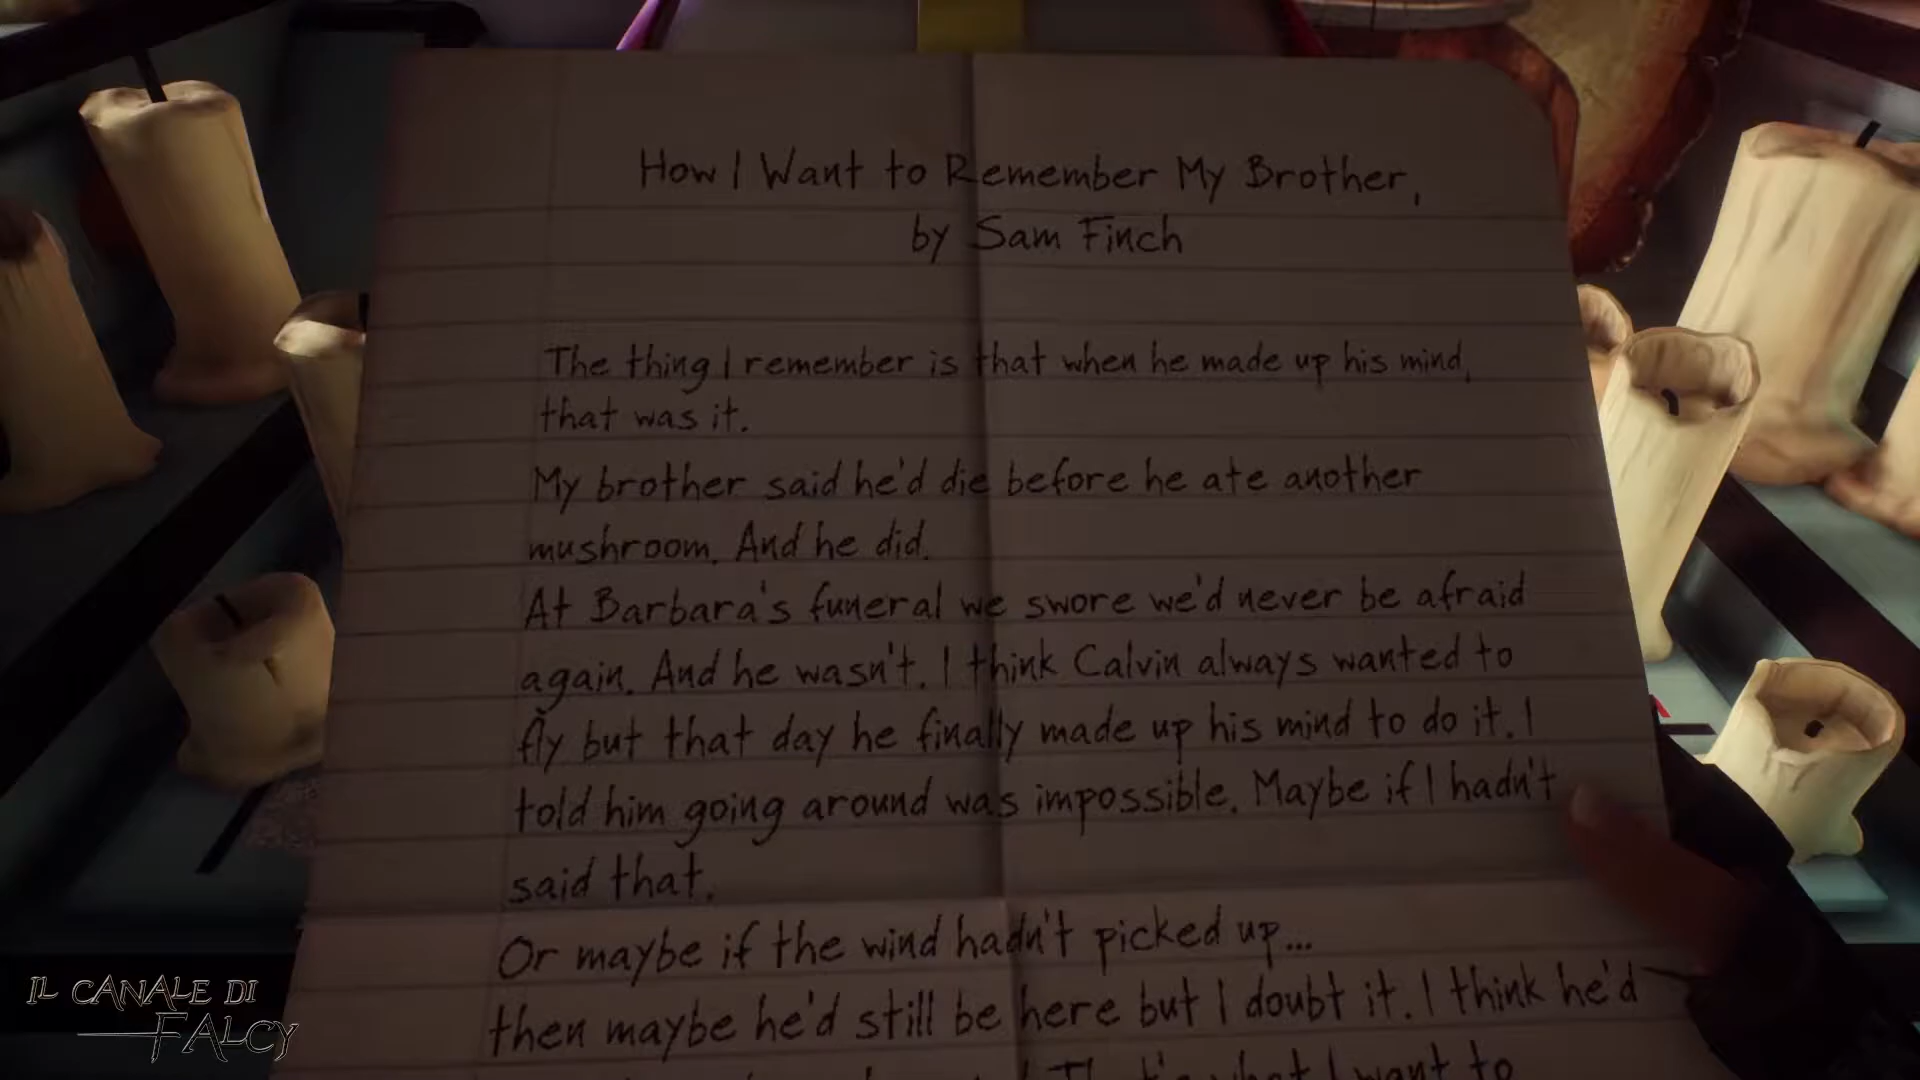 How I Want to Remember My Brother,
by Sam Finch
The thing I remember is that when he made up his mind,
that was it.
My brother said he'd die before he ate another
mushroom. And he did.
At Barbara's funeral we swore we'd never be afraid
again. And he wasn't. I think Calvin always wanted to
fly but that day he finally made up his mind to do it. I
told him going around was impossible. Maybe if I hadn't
said that.
Or maybe if the wind hadn't picked up...
then maybe he'd still be here but I doubt it. I think he'd
That's what I want to
IL CANALE DI
FALCY